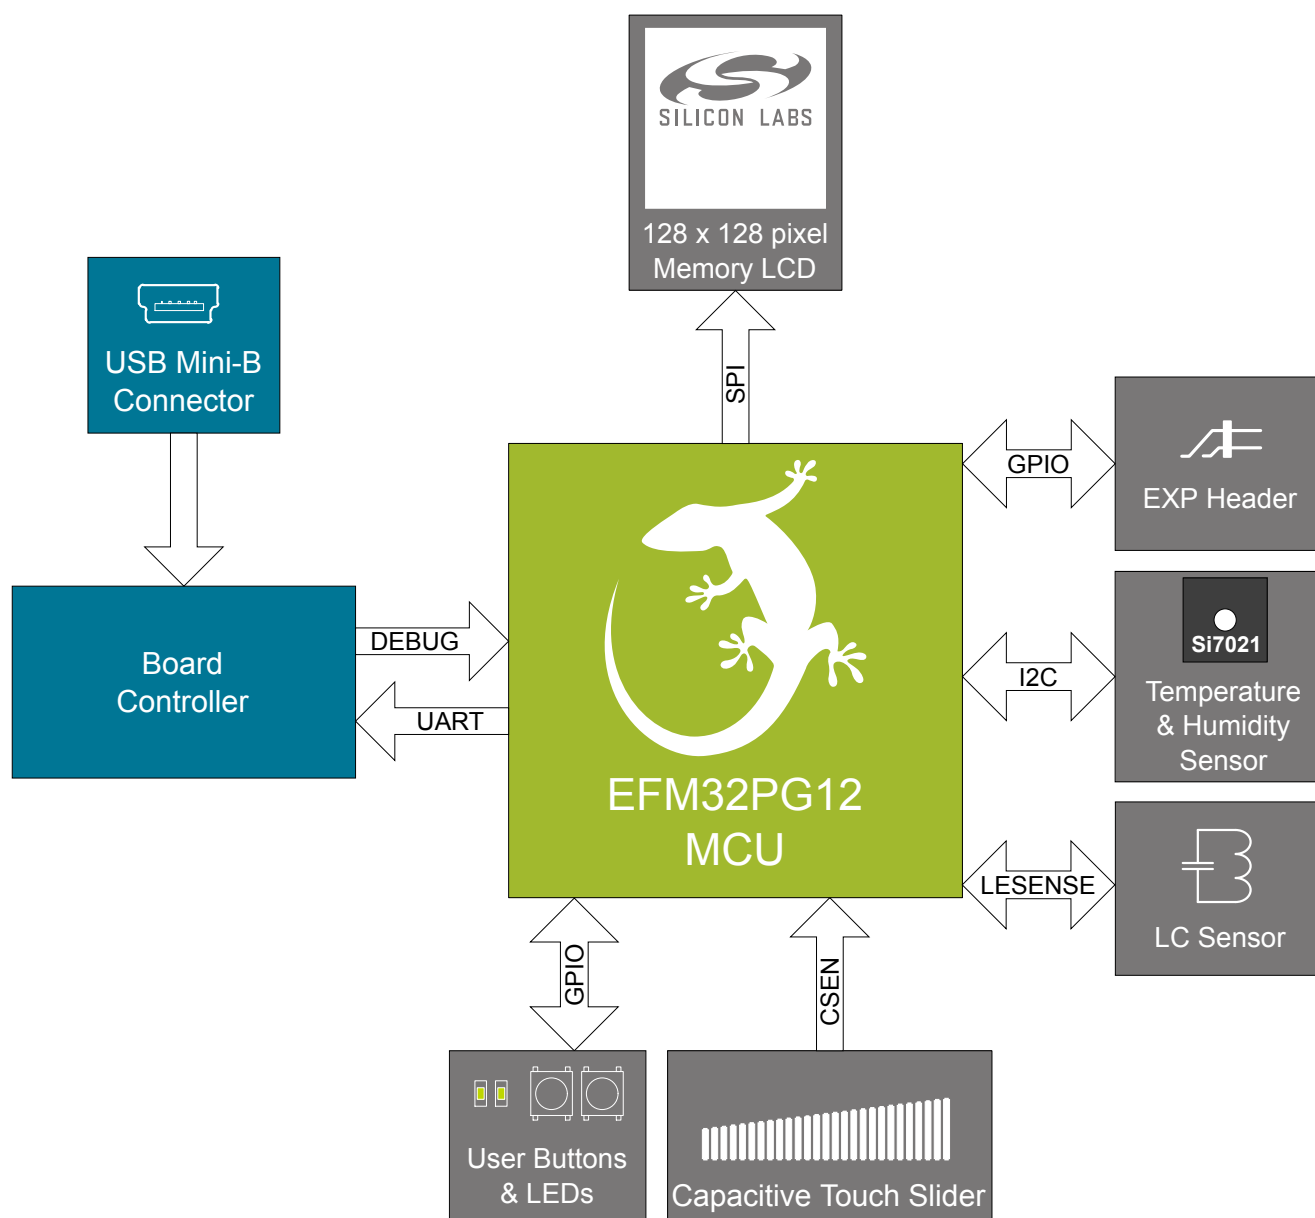 SILICON LABS
128 x 128 pixel
Memory LCD
USB Mini-B
Connector
SPI
GPIO
EXP Header
Board
Controller
DEBUG
UART
EFM32PG12
MCU
I2C
Si7021
Temperature
& Humidity
Sensor
LESENSE
LC Sensor
GPIO
CSEN
User Buttons
& LEDs
Capacitive Touch Slider